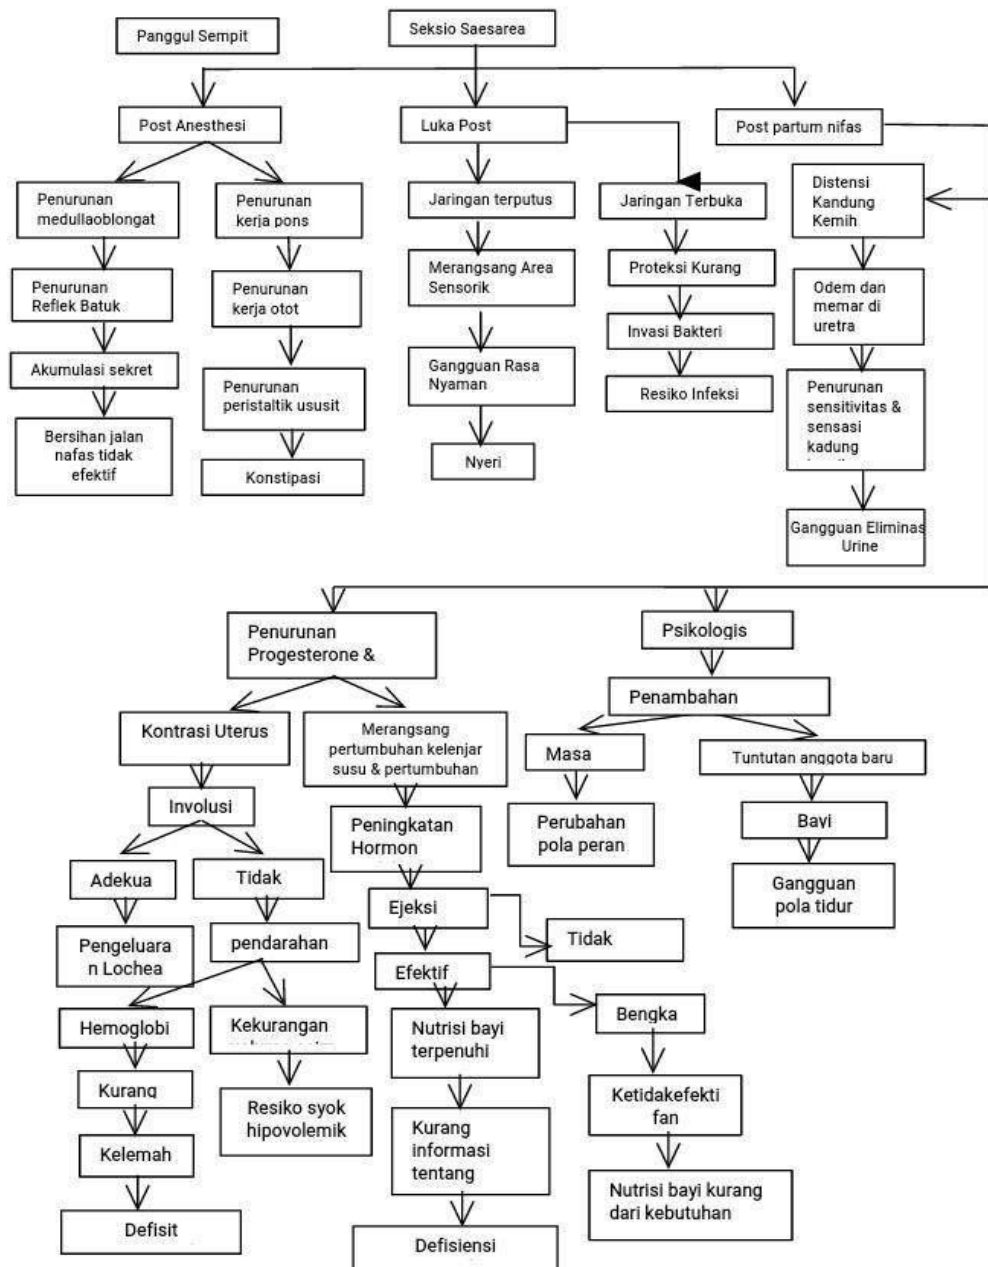 Panggul Sempit
Seksio Saesarea
Post Anesthesi
Luka Post
Post partum nifas
Penurunan
medullaoblongat
Penurunan
kerja pons
Jaringan terputus
Jaringan Terbuka
Distensi
Kandung
Kemih
Penurunan
Reflek Batuk
Penurunan
kerja otot
Merangsang Area
Sensorik
Proteksi Kurang
Odem dan
memar di
uretra
Akumulasi sekret
Penurunan
peristaltik ususit
Gangguan Rasa
Nyaman
Invasi Bakteri
Penurunan
sensitivitas &
sensasi
kadung
Bersihan jalan
nafas tidak
efektif
Konstipasi
Nyeri
Resiko Infeksi
Gangguan Eliminas
Urine
Penurunan
Progesterone &
Psikologis
Penambahan
Kontrasi Uterus
Merangsang
pertumbuhan kelenjar
susu & pertumbuhan
Masa
Tuntutan anggota baru
Involusi
Peningkatan
Hormon
Perubahan
pola peran
Bayi
Adekua
Tidak
Ejeksi
Gangguan
pola tidur
Pengeluara
n Lochea
pendarahan
Tidak
Efektif
Hemoglobi
Kekurangan
Nutrisi bayi
terpenuhi
Bengka
Kurang
Resiko syok
hipovolemik
Kurang
informasi
tentang
Ketidakefekti
fan
Kelemah
Nutrisi bayi kurang
dari kebutuhan
Defisit
Defisiensi